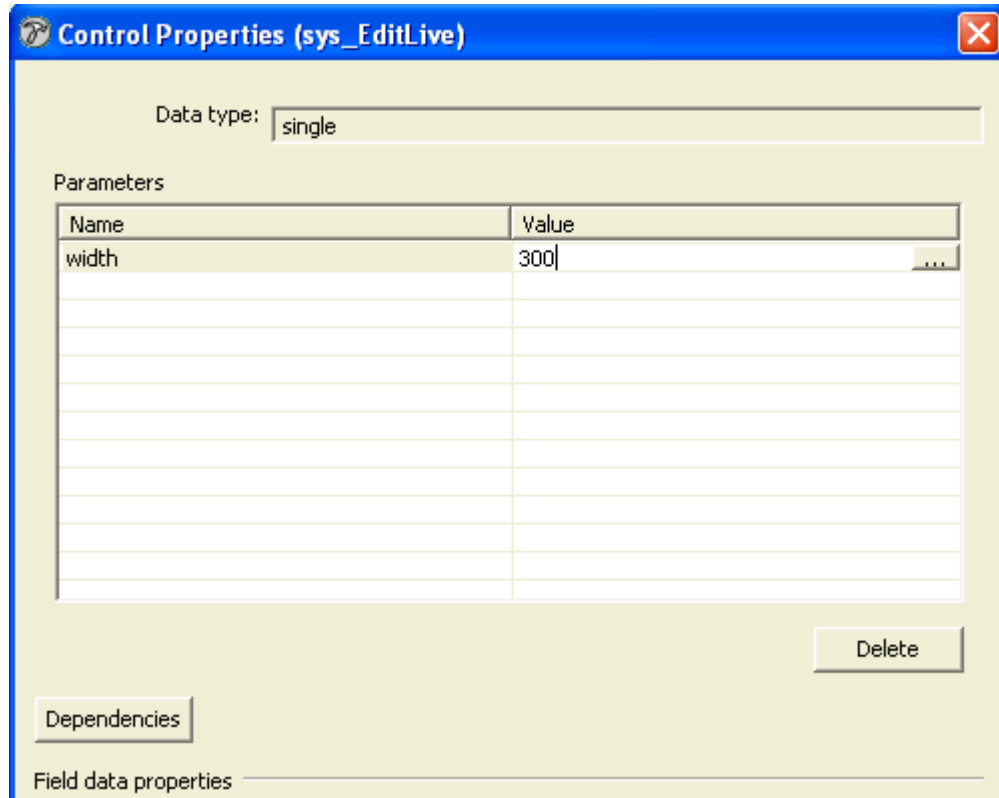 Control Properties (sys_EditLive)
Data type: single
Parameters
Name Value
width 300 ...
Delete
Dependencies
Field data properties